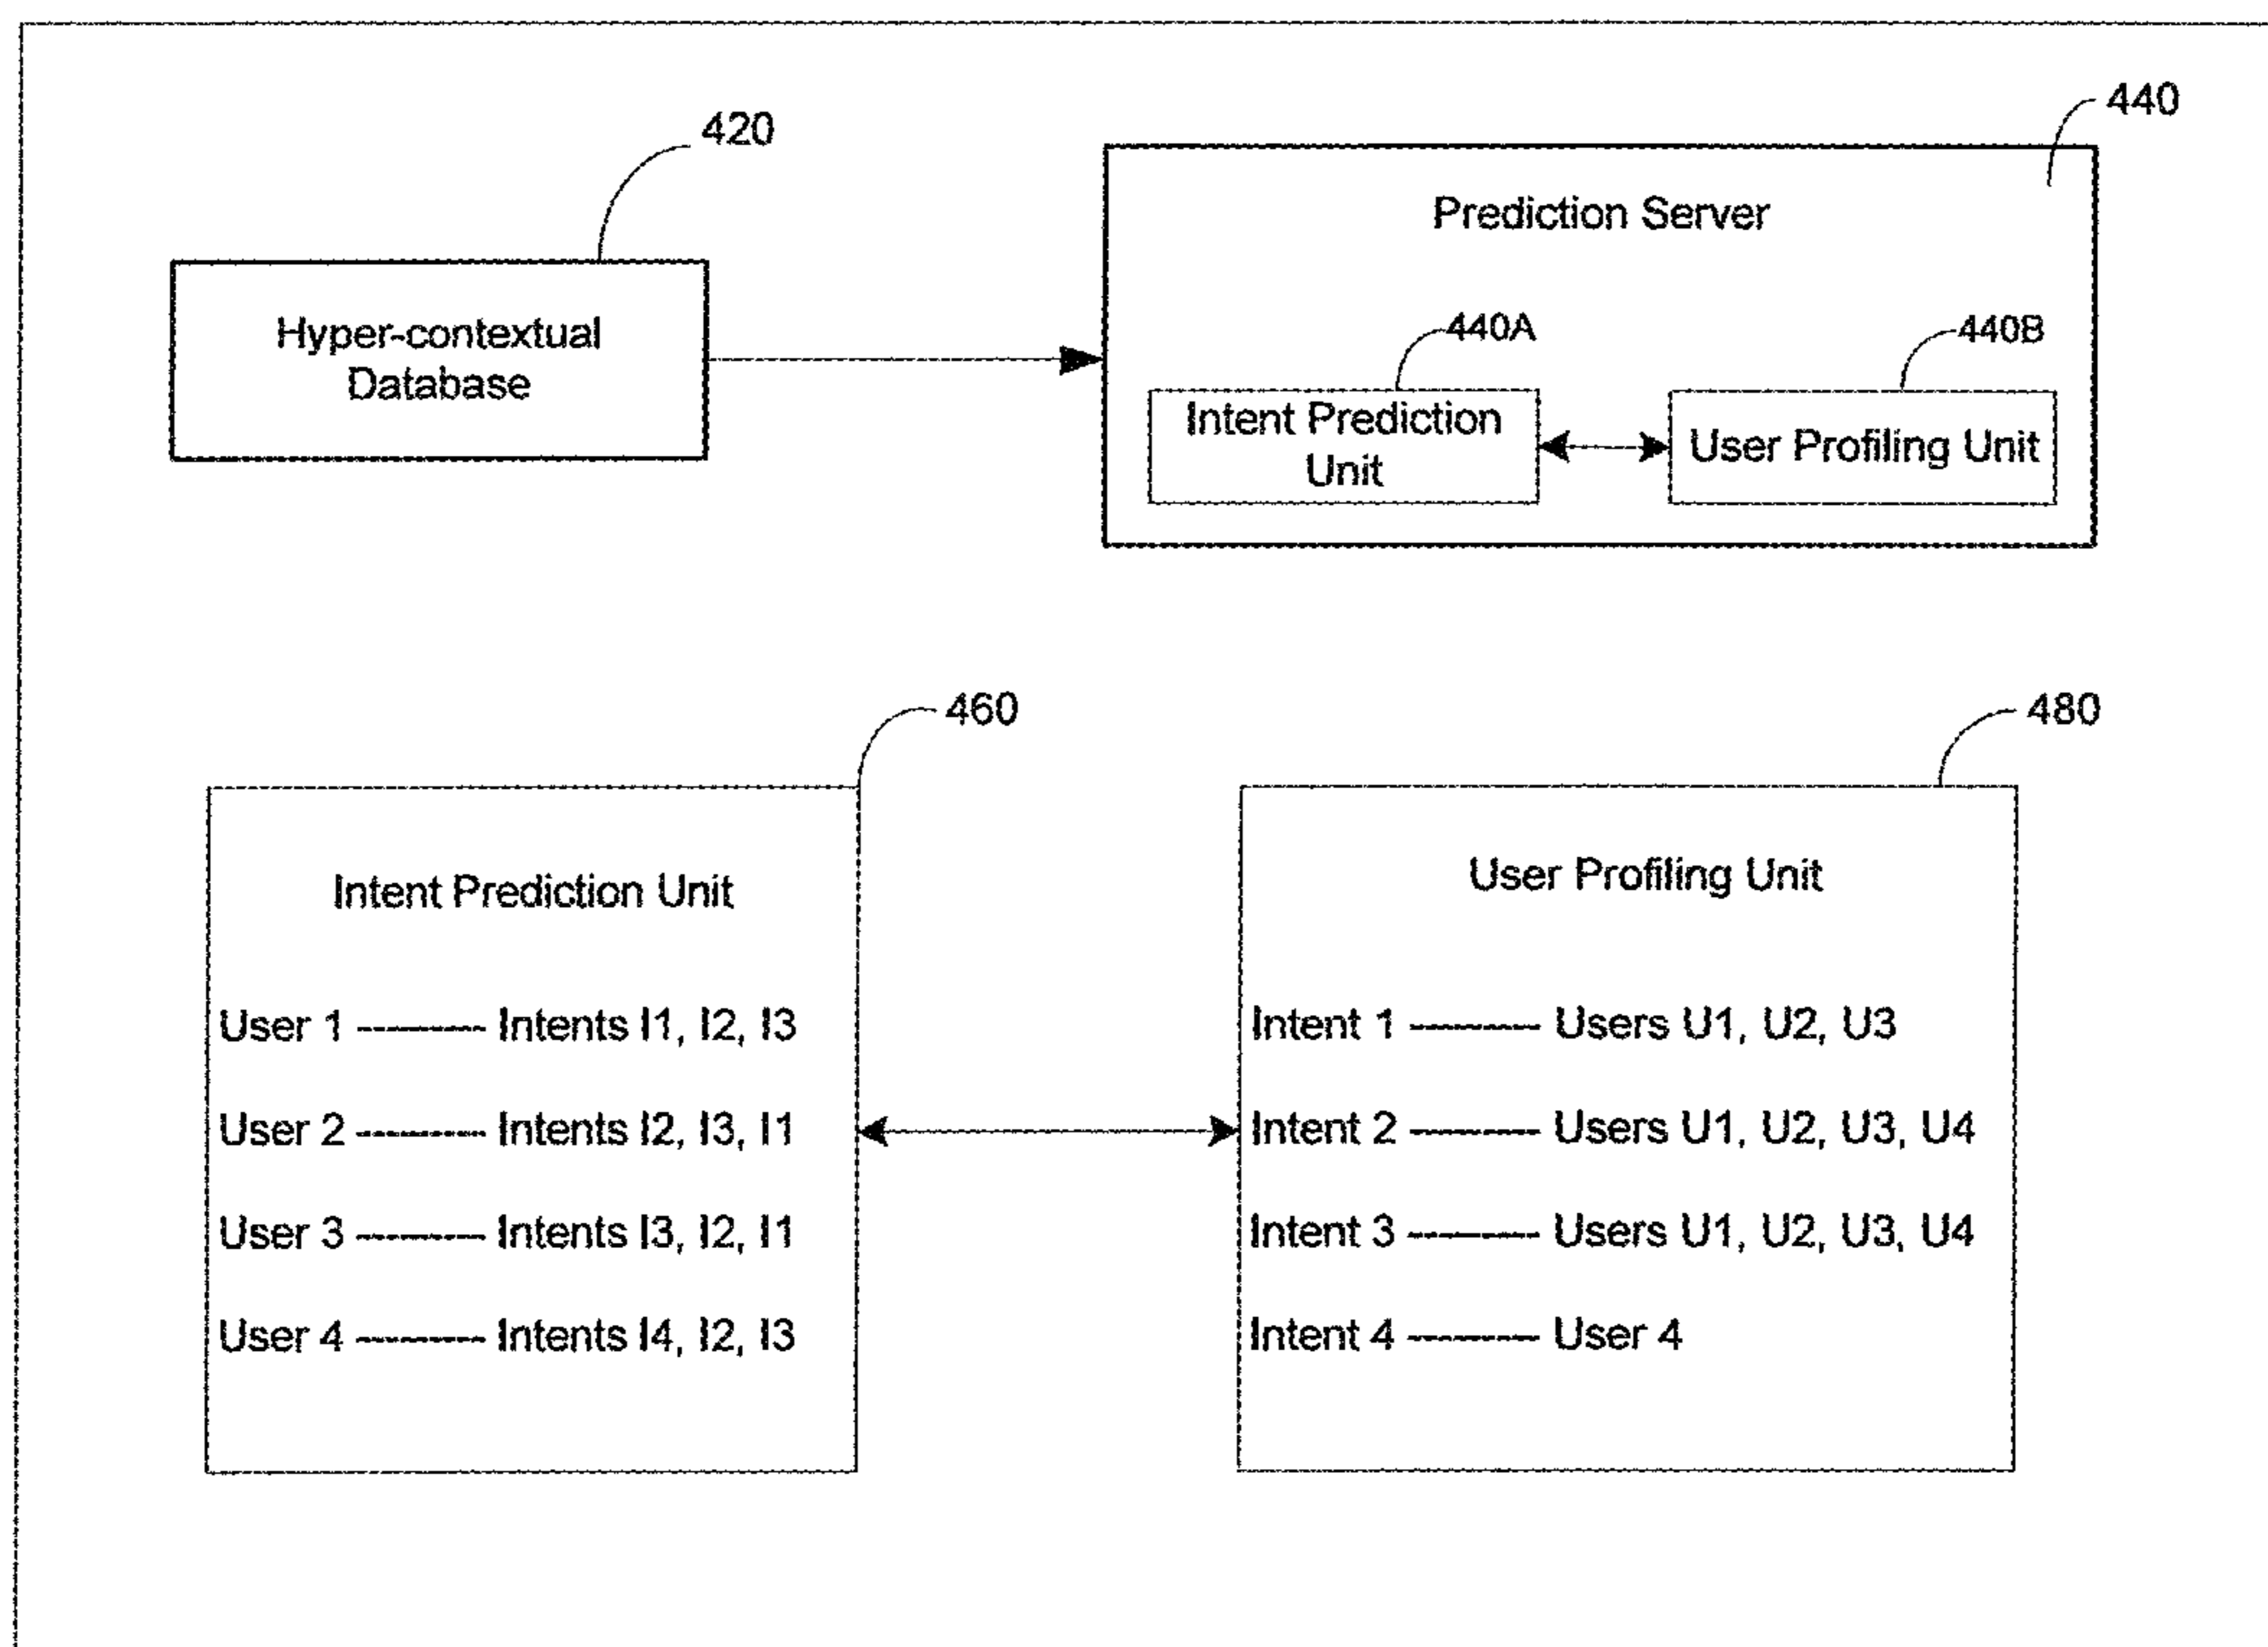 420
440
Prediction Server
Hyper-contextual
Database
440A
440B
Intent Prediction
Unit
User Profiling Unit
460
480
Intent Prediction Unit
User 1 -------- Intents I1, I2, I3
User 2 -------- Intents I2, I3, I1
User 3 -------- Intents I3, I2, I1
User 4 -------- Intents I4, I2, I3
User Profiling Unit
Intent 1 -------- Users U1, U2, U3
Intent 2 -------- Users U1, U2, U3, U4
Intent 3 -------- Users U1, U2, U3, U4
Intent 4 -------- User 4